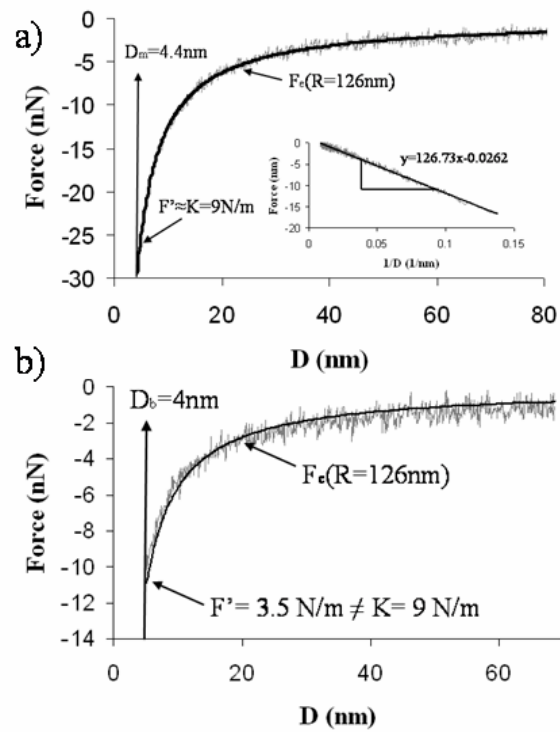 a)
0
-5
-10
-15
-20
-25
-30
Force (nN)
Dm=4.4nm
Fe(R=126nm)
F'≈K=9N/m
0
-5
-10
-15
-20
Force (nm)
y=126.73x-0.0262
0
0.05
0.1
0.15
1/D (1/nm)
0 20 40 60 80
D (nm)
b)
0
-2
-4
-6
-8
-10
-12
-14
Force (nN)
Db=4nm
Fe(R=126nm)
F'= 3.5 N/m ≠ K= 9 N/m
0 20 40 60
D (nm)